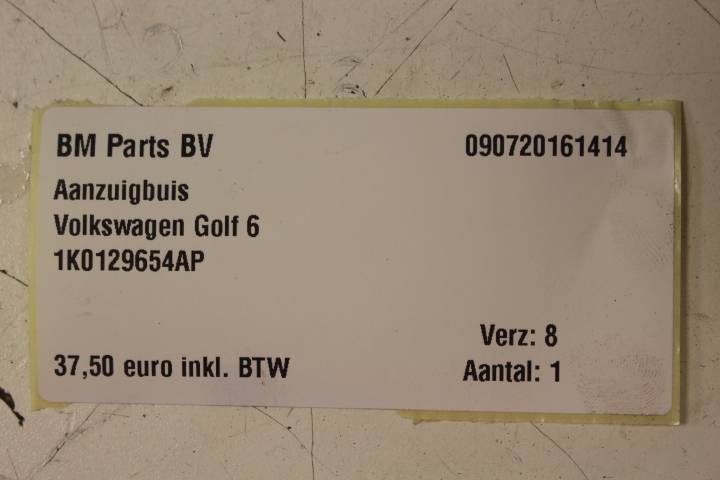 BM Parts BV 090720161414
Aanzuigbuis
Volkswagen Golf 6
1K0129654AP
Verz: 8
37,50 euro inkl. BTW Aantal: 1